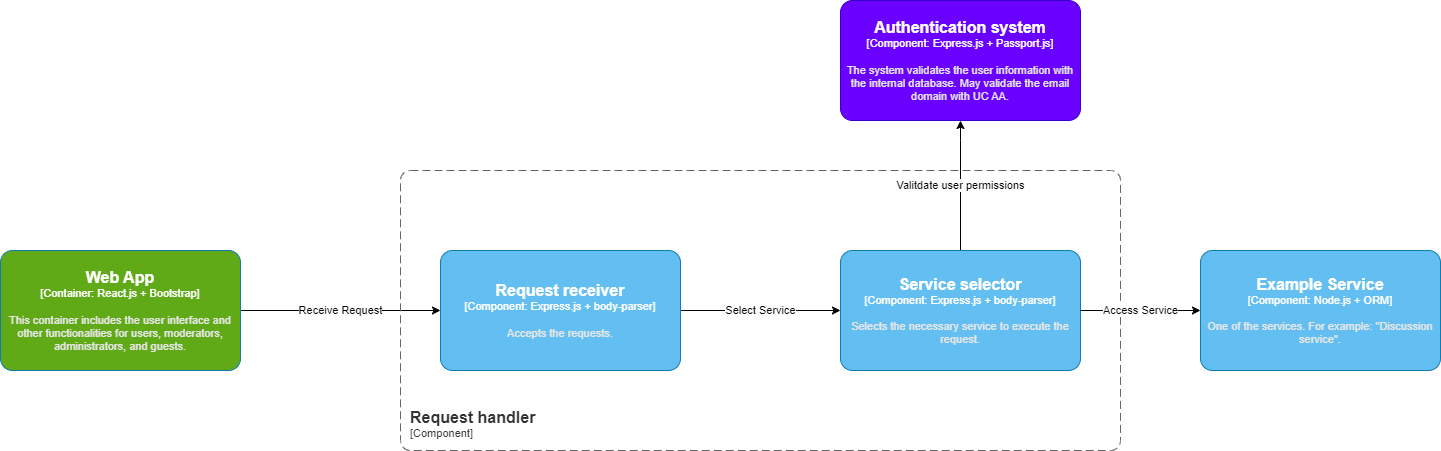 Authentication system
[Component: Express.js + Passport.js]
The system validates the user information with
the internal database. May validate the email
domain with UC AA.
Valitdate user permissions
Web App
[Container: React.js + Bootstrap]
This container includes the user interface and
other functionalities for users, moderators,
administrators, and guests.
Receive Request
Request receiver
[Component: Express.js + body-parser]
Accepts the requests.
Select Service
Service selector
[Component: Express.js + body-parser]
Selects the necessary service to execute the
request.
Access Service
Example Service
[Component: Node.js + ORM]
One of the services. For example: "Discussion
service".
Request handler
[Component]